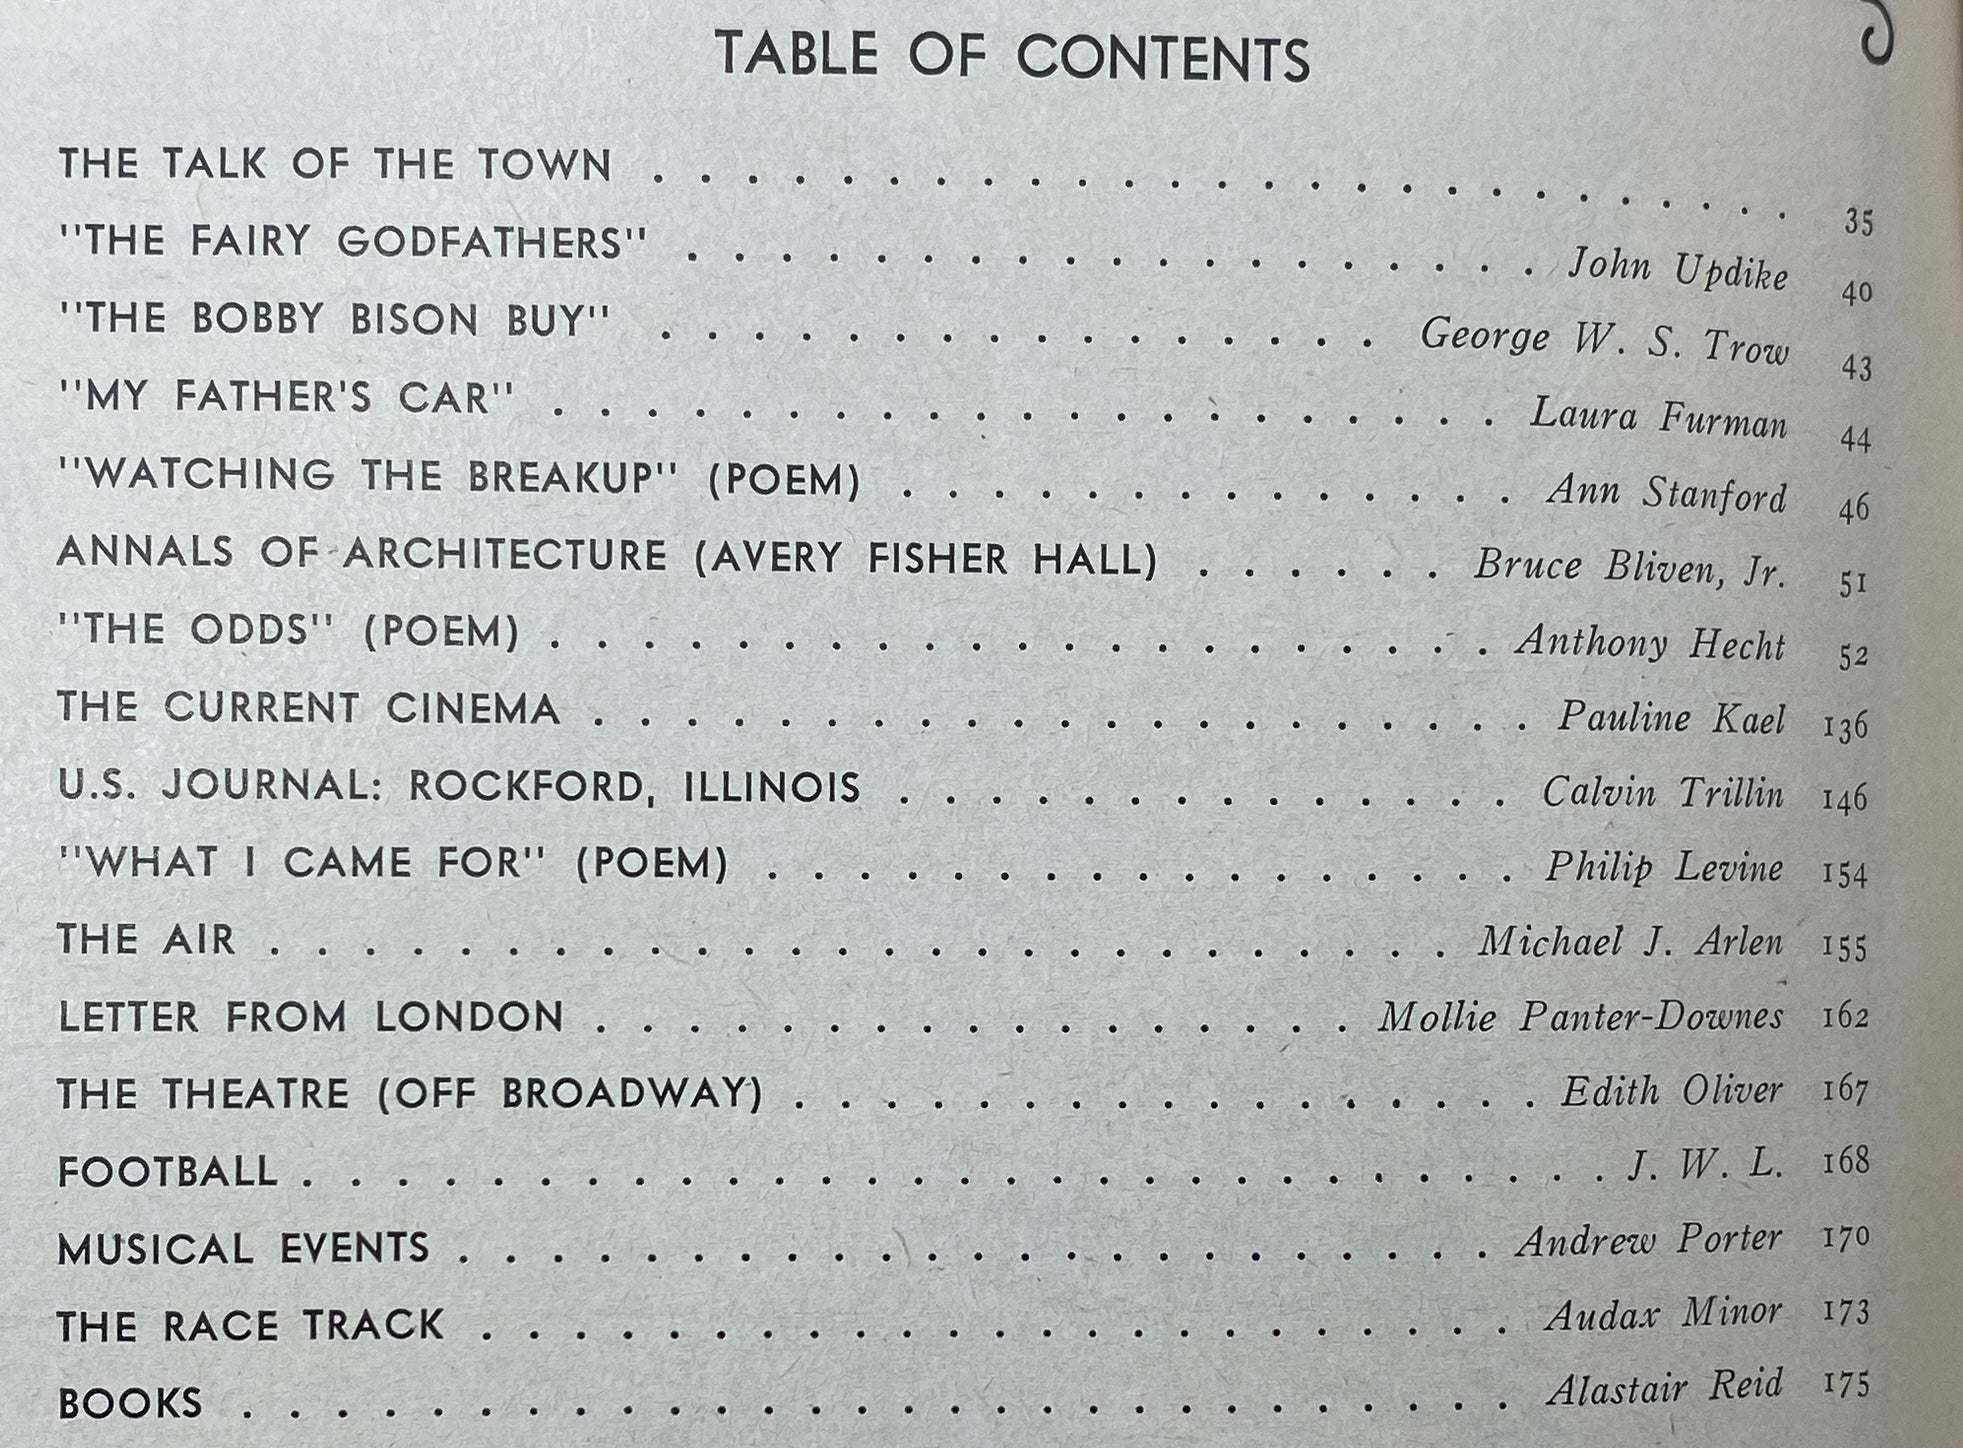 TABLE OF CONTENTS
THE TALK OF THE TOWN . . . . . . . . . . . . . . . . . . . . . . . . . 35
"THE FAIRY GODFATHERS" . . . . . . . . . . . . . . . . . . . John Updike 40
"THE BOBBY BISON BUY" . . . . . . . . . . . . . . . . George W. S. Trow 43
"MY FATHER'S CAR" . . . . . . . . . . . . . . . . . . . . . Laura Furman 44
"WATCHING THE BREAKUP" (POEM) . . . . . . . . . . . . . . Ann Stanford 46
ANNALS OF ARCHITECTURE (AVERY FISHER HALL) . . . . . . Bruce Bliven, Jr. 51
"THE ODDS" (POEM) . . . . . . . . . . . . . . . . . . . . . Anthony Hecht 52
THE CURRENT CINEMA . . . . . . . . . . . . . . . . . . . . . Pauline Kael 136
U.S. JOURNAL: ROCKFORD, ILLINOIS . . . . . . . . . . . . . . Calvin Trillin 146
"WHAT I CAME FOR" (POEM) . . . . . . . . . . . . . . . . . Philip Levine 154
THE AIR . . . . . . . . . . . . . . . . . . . . . . . . . . Michael J. Arlen 155
LETTER FROM LONDON . . . . . . . . . . . . . . . . . Mollie Panter-Downes 162
THE THEATRE (OFF BROADWAY) . . . . . . . . . . . . . . . . . Edith Oliver 167
FOOTBALL . . . . . . . . . . . . . . . . . . . . . . . . . . . . . J. W. L. 168
MUSICAL EVENTS . . . . . . . . . . . . . . . . . . . . . . . Andrew Porter 170
THE RACE TRACK . . . . . . . . . . . . . . . . . . . . . . . Audax Minor 173
BOOKS . . . . . . . . . . . . . . . . . . . . . . . . . . . . Alastair Reid 175